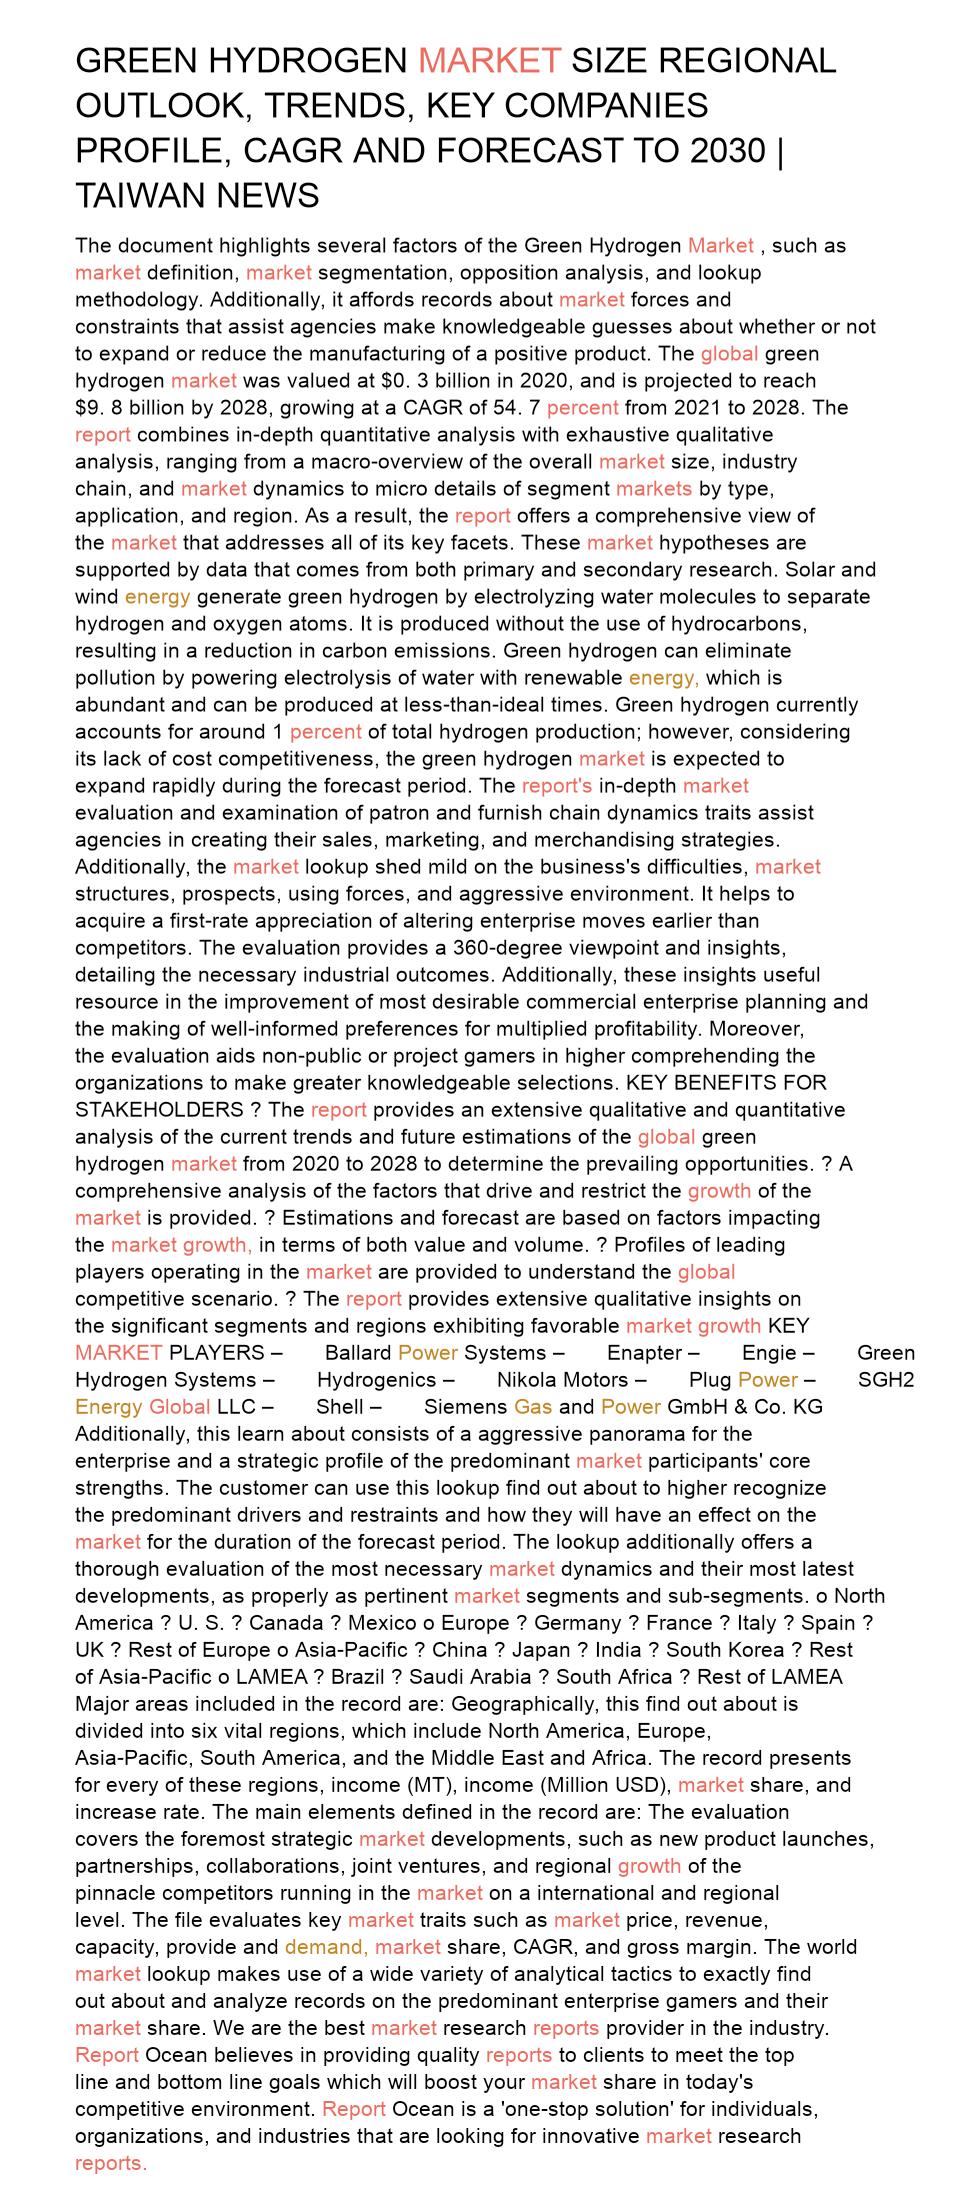 GREEN HYDROGEN MARKET SIZE REGIONAL
OUTLOOK, TRENDS, KEY COMPANIES
PROFILE, CAGR AND FORECAST TO 2030 |
TAIWAN NEWS
The document highlights several factors of the Green Hydrogen Market , such as
market definition, market segmentation, opposition analysis, and lookup
methodology. Additionally, it affords records about market forces and
constraints that assist agencies make knowledgeable guesses about whether or not
to expand or reduce the manufacturing of a positive product. The global green
hydrogen market was valued at $0. 3 billion in 2020, and is projected to reach
$9. 8 billion by 2028, growing at a CAGR of 54. 7 percent from 2021 to 2028. The
report combines in-depth quantitative analysis with exhaustive qualitative
analysis, ranging from a macro-overview of the overall market size, industry
chain, and market dynamics to micro details of segment markets by type,
application, and region. As a result, the report offers a comprehensive view of
the market that addresses all of its key facets. These market hypotheses are
supported by data that comes from both primary and secondary research. Solar and
wind energy generate green hydrogen by electrolyzing water molecules to separate
hydrogen and oxygen atoms. It is produced without the use of hydrocarbons,
resulting in a reduction in carbon emissions. Green hydrogen can eliminate
pollution by powering electrolysis of water with renewable energy, which is
abundant and can be produced at less-than-ideal times. Green hydrogen currently
accounts for around 1 percent of total hydrogen production; however, considering
its lack of cost competitiveness, the green hydrogen market is expected to
expand rapidly during the forecast period. The report's in-depth market
evaluation and examination of patron and furnish chain dynamics traits assist
agencies in creating their sales, marketing, and merchandising strategies.
Additionally, the market lookup shed mild on the business's difficulties, market
structures, prospects, using forces, and aggressive environment. It helps to
acquire a first-rate appreciation of altering enterprise moves earlier than
competitors. The evaluation provides a 360-degree viewpoint and insights,
detailing the necessary industrial outcomes. Additionally, these insights useful
resource in the improvement of most desirable commercial enterprise planning and
the making of well-informed preferences for multiplied profitability. Moreover,
the evaluation aids non-public or project gamers in higher comprehending the
organizations to make greater knowledgeable selections. KEY BENEFITS FOR
STAKEHOLDERS ? The report provides an extensive qualitative and quantitative
analysis of the current trends and future estimations of the global green
hydrogen market from 2020 to 2028 to determine the prevailing opportunities. ? A
comprehensive analysis of the factors that drive and restrict the growth of the
market is provided. ? Estimations and forecast are based on factors impacting
the market growth, in terms of both value and volume. ? Profiles of leading
players operating in the market are provided to understand the global
competitive scenario. ? The report provides extensive qualitative insights on
the significant segments and regions exhibiting favorable market growth KEY
MARKET PLAYERS – Ballard Power Systems – Enapter – Engie – Green
Hydrogen Systems – Hydrogenics – Nikola Motors – Plug Power – SGH2
Energy Global LLC – Shell – Siemens Gas and Power GmbH & Co. KG
Additionally, this learn about consists of a aggressive panorama for the
enterprise and a strategic profile of the predominant market participants' core
strengths. The customer can use this lookup find out about to higher recognize
the predominant drivers and restraints and how they will have an effect on the
market for the duration of the forecast period. The lookup additionally offers a
thorough evaluation of the most necessary market dynamics and their most latest
developments, as properly as pertinent market segments and sub-segments. o North
America ? U. S. ? Canada ? Mexico o Europe ? Germany ? France ? Italy ? Spain ?
UK ? Rest of Europe o Asia-Pacific ? China ? Japan ? India ? South Korea ? Rest
of Asia-Pacific o LAMEA ? Brazil ? Saudi Arabia ? South Africa ? Rest of LAMEA
Major areas included in the record are: Geographically, this find out about is
divided into six vital regions, which include North America, Europe,
Asia-Pacific, South America, and the Middle East and Africa. The record presents
for every of these regions, income (MT), income (Million USD), market share, and
increase rate. The main elements defined in the record are: The evaluation
covers the foremost strategic market developments, such as new product launches,
partnerships, collaborations, joint ventures, and regional growth of the
pinnacle competitors running in the market on a international and regional
level. The file evaluates key market traits such as market price, revenue,
capacity, provide and demand, market share, CAGR, and gross margin. The world
market lookup makes use of a wide variety of analytical tactics to exactly find
out about and analyze records on the predominant enterprise gamers and their
market share. We are the best market research reports provider in the industry.
Report Ocean believes in providing quality reports to clients to meet the top
line and bottom line goals which will boost your market share in today's
competitive environment. Report Ocean is a 'one-stop solution' for individuals,
organizations, and industries that are looking for innovative market research
reports.